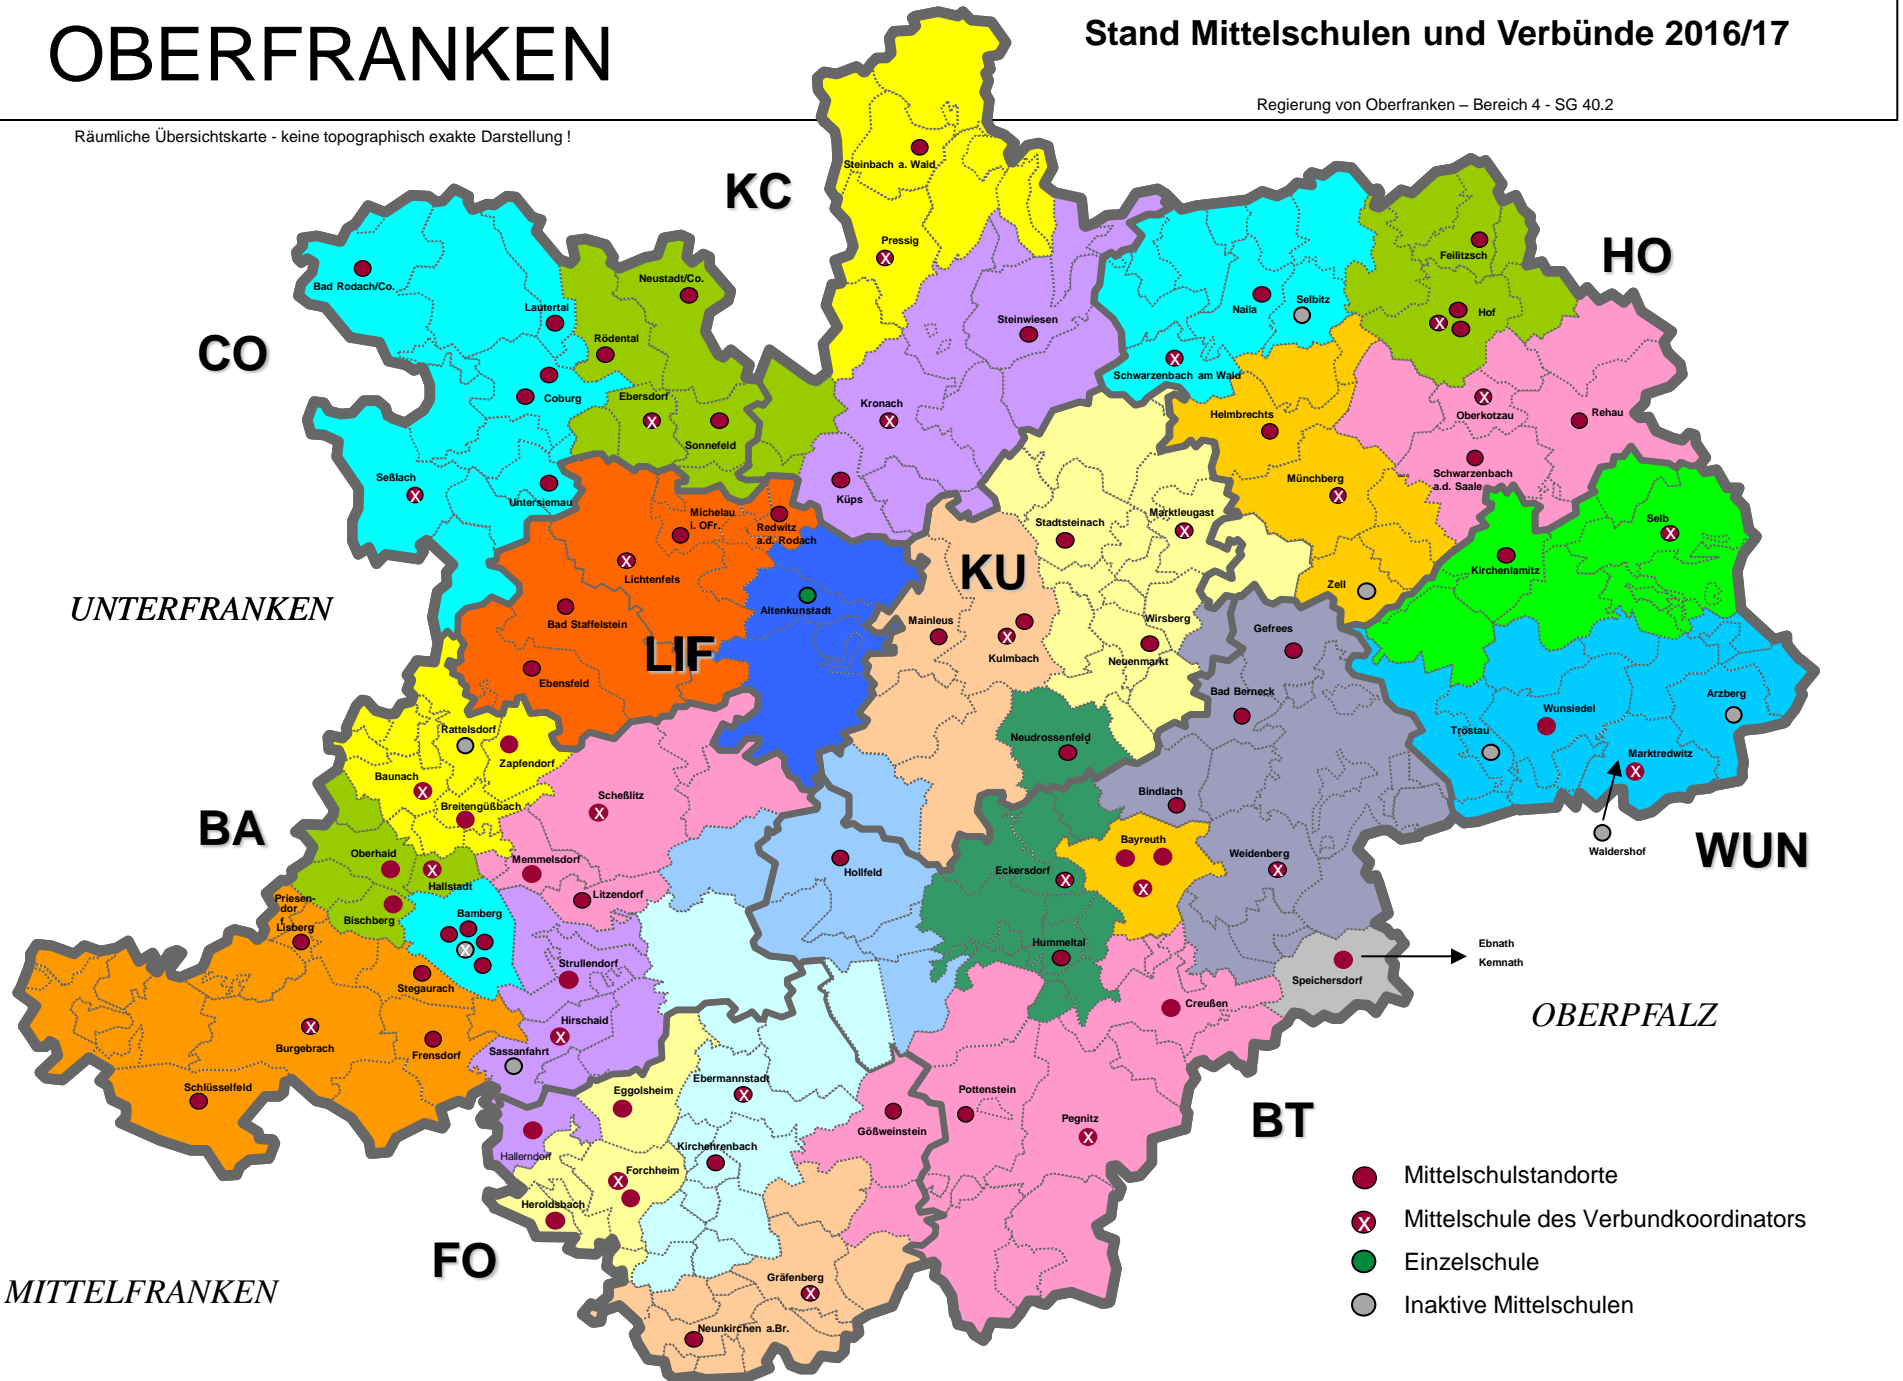 OBERFRANKEN
Stand Mittelschulen und Verbünde 2016/17
Regierung von Oberfranken – Bereich 4 - SG 40.2
Räumliche Übersichtskarte - keine topographisch exakte Darstellung !
KC
Steinbach a. Wald
Pressig
HO
Feilitzsch
Hof
Bad Rodach/Co.
Neustadt/Co.
Lautertal
Rödental
Steinwiesen
Naila
Selbitz
CO
Schwarzenbach am Wald
Coburg
Ebersdorf
Sonnefeld
Kronach
Helmbrechts
Oberkotzau
Rehau
Seßlach
Untersiemau
Küps
Münchberg
Schwarzenbach
a.d. Saale
Michelau
i. OFr.
Redwitz
a.d. Rodach
Stadtsteinach
Marktleugast
Selb
Lichtenfels
KU
Kirchenlamitz
UNTERFRANKEN
Altenkunstadt
Zell
Bad Staffelstein
Mainleus
Kulmbach
Wirsberg
Neuenmarkt
Gefrees
LIF
Ebensfeld
Bad Berneck
Arzberg
Wunsiedel
Rattelsdorf
Zapfendorf
Neudrossenfeld
Tröstau
Marktredwitz
Baunach
Breitengüßbach
Scheßlitz
Bindlach
BA
Bayreuth
WUN
Waldershof
Oberhaid
Hallstadt
Memmelsdorf
Hollfeld
Eckersdorf
Weidenberg
Litzendorf
Priesen-
dor
f
Lisberg
Bischberg
Bamberg
Hummeltal
Ebnath
Kemnath
Strullendorf
Stegaurach
Speichersdorf
Creußen
OBERPFALZ
Hirschaid
Burgebrach
Frensdorf
Sassanfahrt
Schlüsselfeld
Eggolsheim
Ebermannstadt
Pottenstein
Pegnitz
BT
Gößweinstein
Hallerndorf
Kirchehrenbach
Forchheim
Heroldsbach
FO
MITTELFRANKEN
Gräfenberg
Neunkirchen a.Br.
Mittelschulstandorte
X Mittelschule des Verbundkoordinators
Einzelschule
Inaktive Mittelschulen